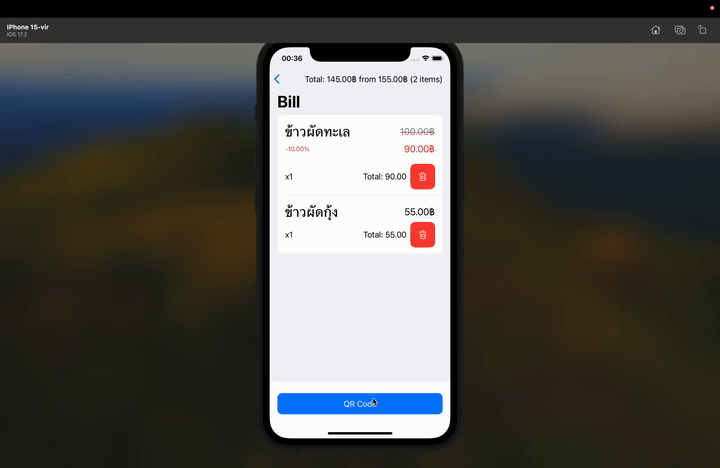 IPhone 15-vir
iOS 17.2
00:36
Total: 145.00฿ from 155.00฿ (2 items)
Bill
ข้าวผัดทะเล 100.00฿
-10.00% 90.00฿
x1 Total: 90.00
ข้าวผัดกุ้ง 55.00฿
x1 Total: 55.00
QR Code